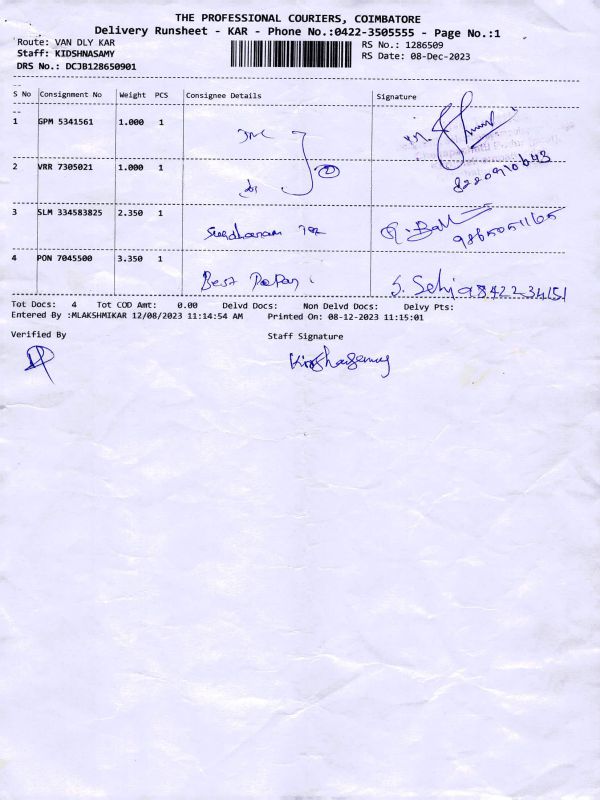 THE PROFESSIONAL COURIERS, COIMBATORE
Delivery Runsheet - KAR - Phone No.:0422-3505555 - Page No.:1
Route: VAN DLY KAR RS No.: 1286509
Staff: KIDSHNASAMY RS Date: 08-Dec-2023
DRS No.: DCJB128650901
S No Consignment No Weight PCS Consignee Details Signature
1 GPM 5341561 1.000 1
2 VRR 7305021 1.000 1 2
8220910643
3 SLM 334583825 2.350 1
9865051165
4 PON 7045500 3.350 1 Best
9842234151
Tot Docs: 4 Tot COD Amt: 0.00 Delvd Docs: Non Delvd Docs: Delvy Pts:
Entered By :MLAKSHMIKAR 12/08/2023 11:14:54 AM Printed On: 08-12-2023 11:15:01
Verified By Staff Signature